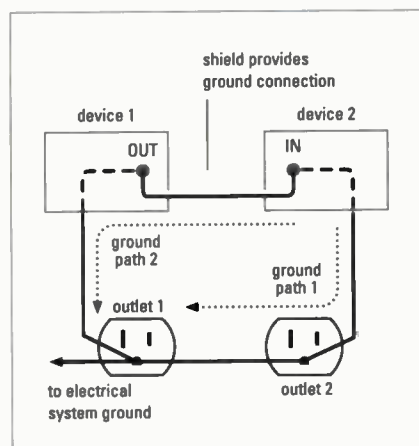 shield provides
ground connection
device 1
device 2
OUT
IN
ground
path 2
ground
path 1
outlet 1
outlet 2
to electrical
system ground